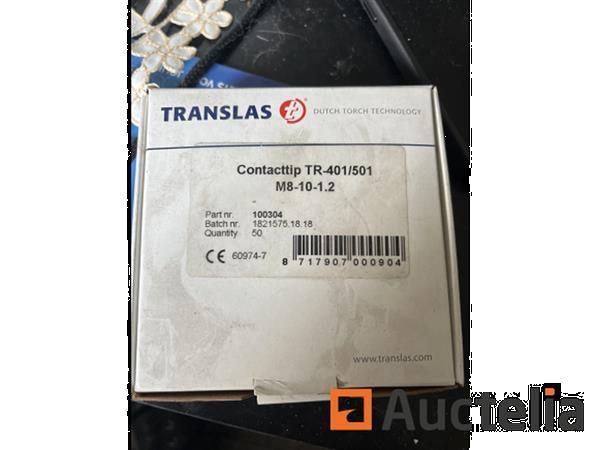 TRANSLAS
DUTCH TORCH TECHNOLOGY
Contacttip TR-401/501
M8-10-1.2
-
Part nr. 100304
Batch nr. 1821575.18.18
Quantity 50
CE 60974-7
8 717907 000904
www.translas.com
Auctelia